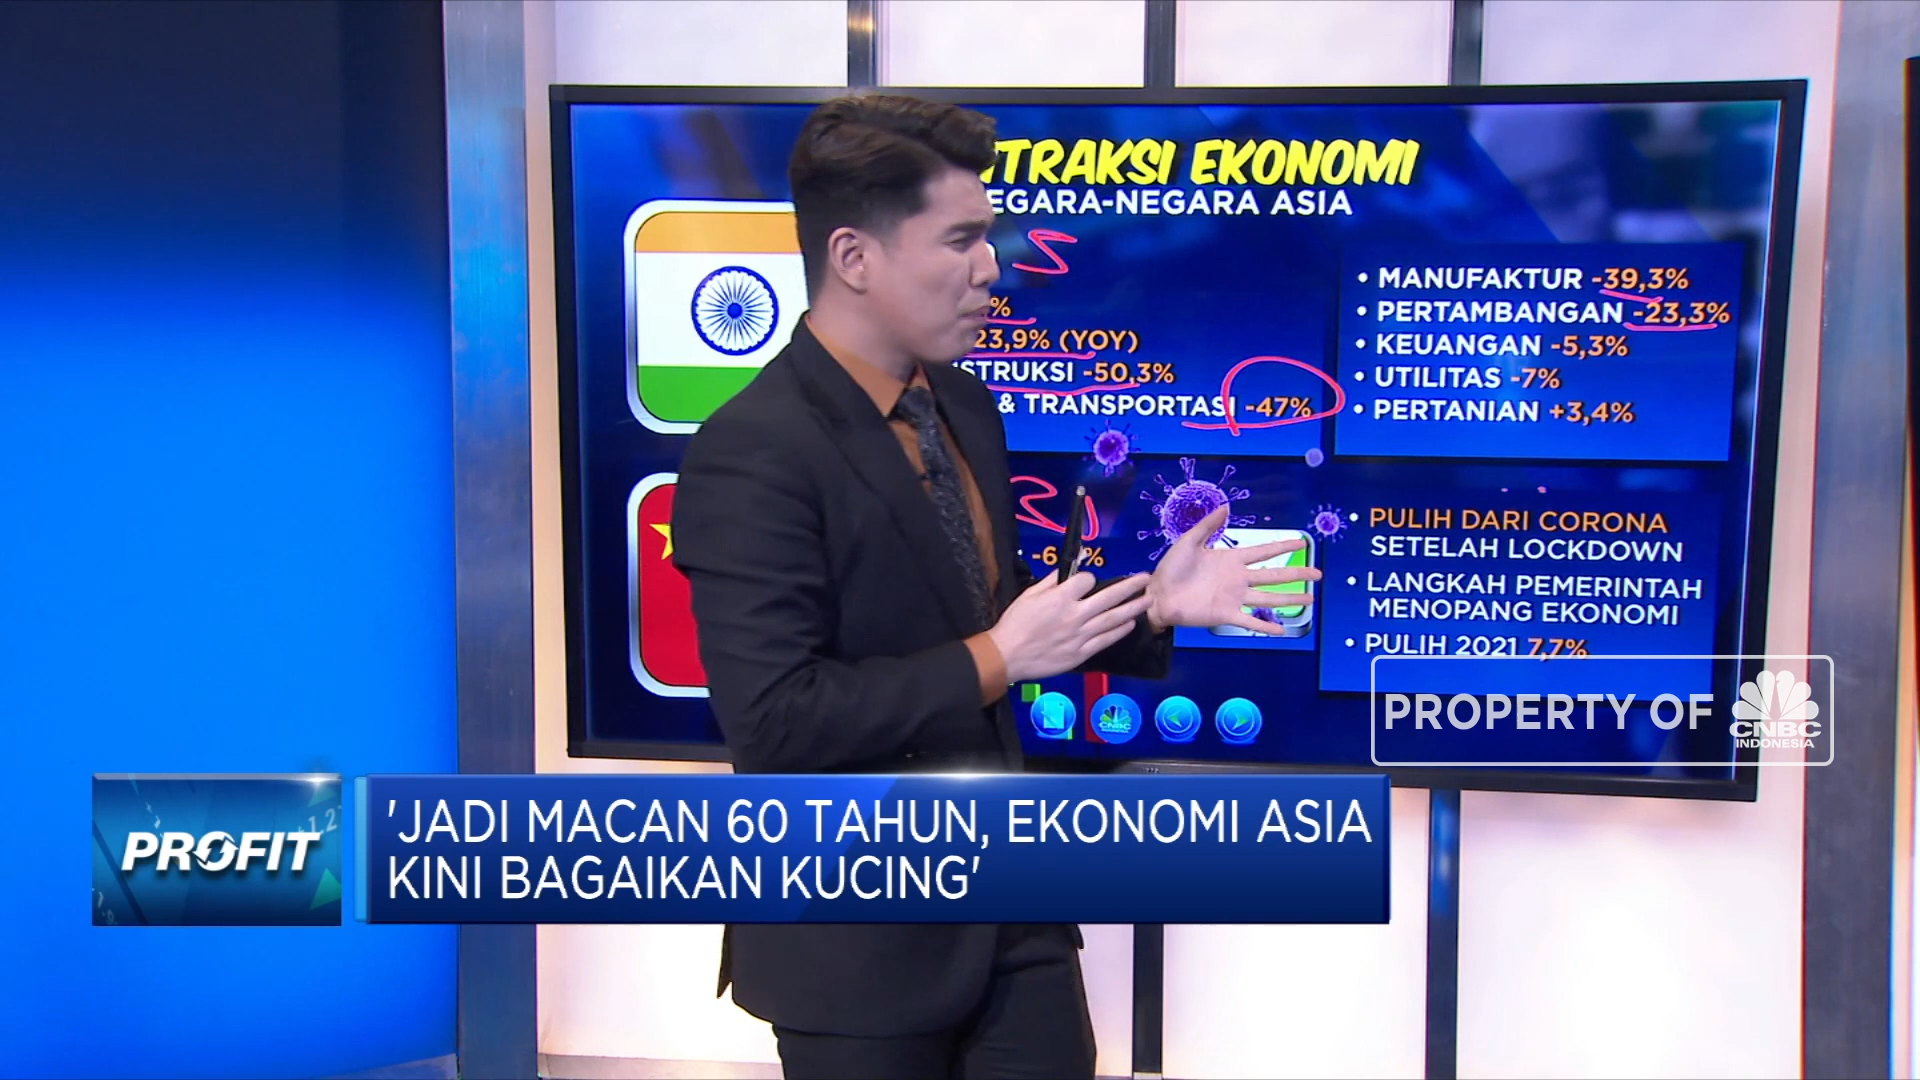 TRAKSI EKONOMI
EGARA-NEGARA ASIA
%
23,9% (YOY)
STRUKSI -50,3%
& TRANSPORTASI -47%
• MANUFAKTUR -39,3%
• PERTAMBANGAN -23,3%
• KEUANGAN -5,3%
• UTILITAS -7%
• PERTANIAN +3,4%
• PULIH DARI CORONA
SETELAH LOCKDOWN
• LANGKAH PEMERINTAH
MENOPANG EKONOMI
• PULIH 2021 7,7%
PROPERTY OF CNBC
INDONESIA
PROFIT
'JADI MACAN 60 TAHUN, EKONOMI ASIA
KINI BAGAIKAN KUCING'